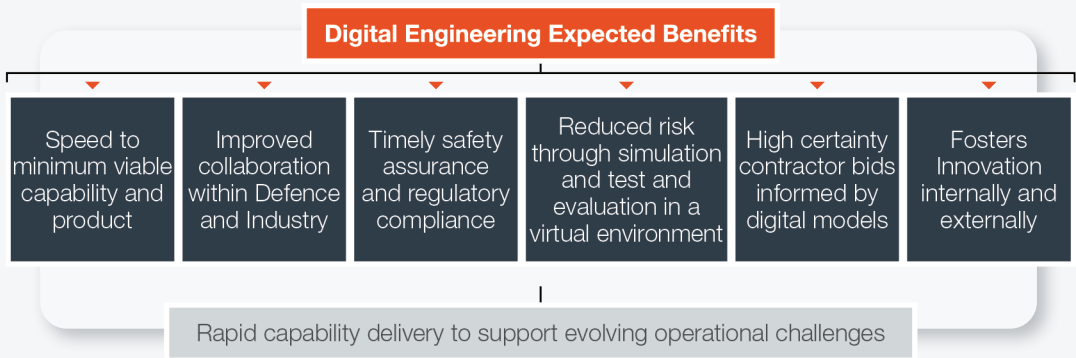 Digital Engineering Expected Benefits
Speed to
minimum viable
capability and
product
Improved
collaboration
within Defence
and Industry
Timely safety
assurance
and regulatory
compliance
Reduced risk
through simulation
and test and
evaluation in a
virtual environment
High certainty
contractor bids
informed by
digital models
Fosters
Innovation
internally and
externally
Rapid capability delivery to support evolving operational challenges